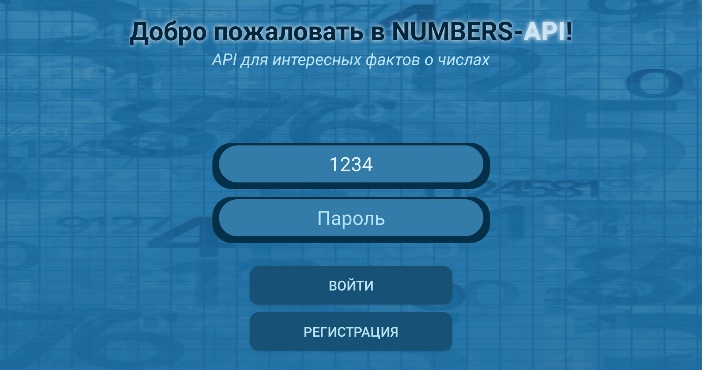 Добро пожаловать в NUMBERS-API!
API для интересных фактов о числах
1234
Пароль
ВОЙТИ
РЕГИСТРАЦИЯ